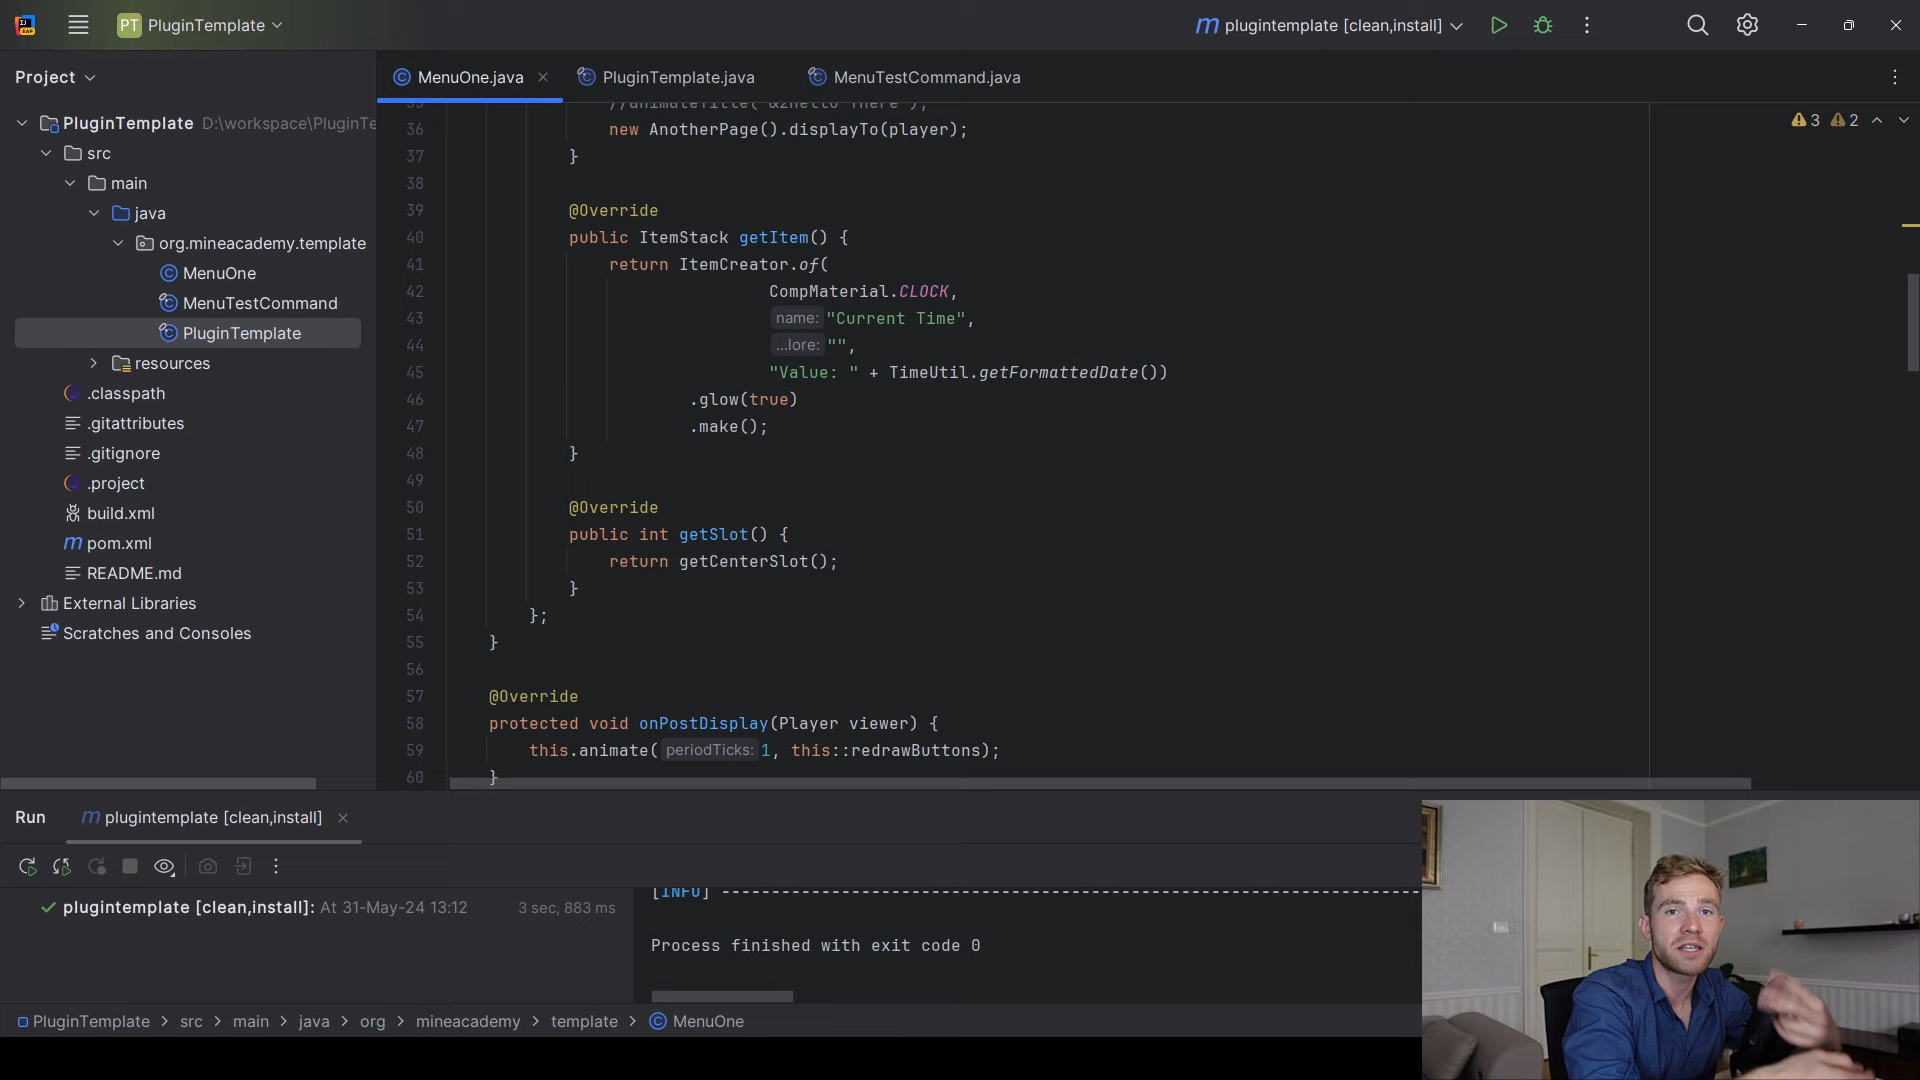 PT PluginTemplate
m plugintemplate [clean,install]
Project
MenuOne.java
PluginTemplate.java
MenuTestCommand.java
PluginTemplate D:\workspace\PluginTe
src
main
java
org.mineacademy.template
MenuOne
MenuTestCommand
PluginTemplate
resources
.classpath
.gitattributes
.gitignore
.project
build.xml
m pom.xml
README.md
External Libraries
Scratches and Consoles
3 2
35 //animateTitle("&2Hello There");
36 new AnotherPage().displayTo(player);
37 }
38
39 @Override
40 public ItemStack getItem() {
41 return ItemCreator.of(
42 CompMaterial.CLOCK,
43 name: "Current Time",
44 ...lore: "",
45 "Value: " + TimeUtil.getFormattedDate())
46 .glow(true)
47 .make();
48 }
49
50 @Override
51 public int getSlot() {
52 return getCenterSlot();
53 }
54 };
55 }
56
57 @Override
58 protected void onPostDisplay(Player viewer) {
59 this.animate( periodTicks: 1, this::redrawButtons);
60 }
Run
m plugintemplate [clean,install]
plugintemplate [clean,install]: At 31-May-24 13:12 3 sec, 883 ms
[INFO] ----------------------------------------------------------------------
Process finished with exit code 0
PluginTemplate > src > main > java > org > mineacademy > template > MenuOne